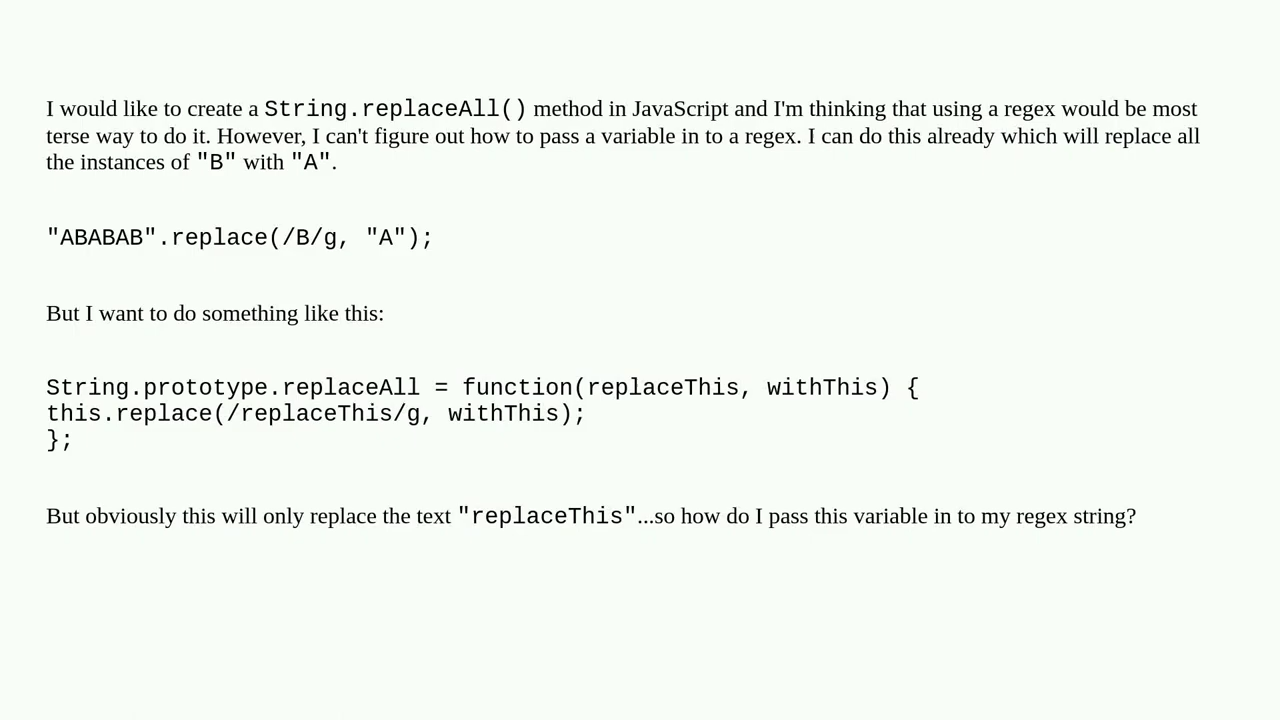 I would like to create a String.replaceAll() method in JavaScript and I'm thinking that using a regex would be most
terse way to do it. However, I can't figure out how to pass a variable in to a regex. I can do this already which will replace all
the instances of "B" with "A".
"ABABAB".replace(/B/g, "A");
But I want to do something like this:
String.prototype.replaceAll = function(replaceThis, withThis) {
this.replace(/replaceThis/g, withThis);
};
But obviously this will only replace the text "replaceThis"...so how do I pass this variable in to my regex string?